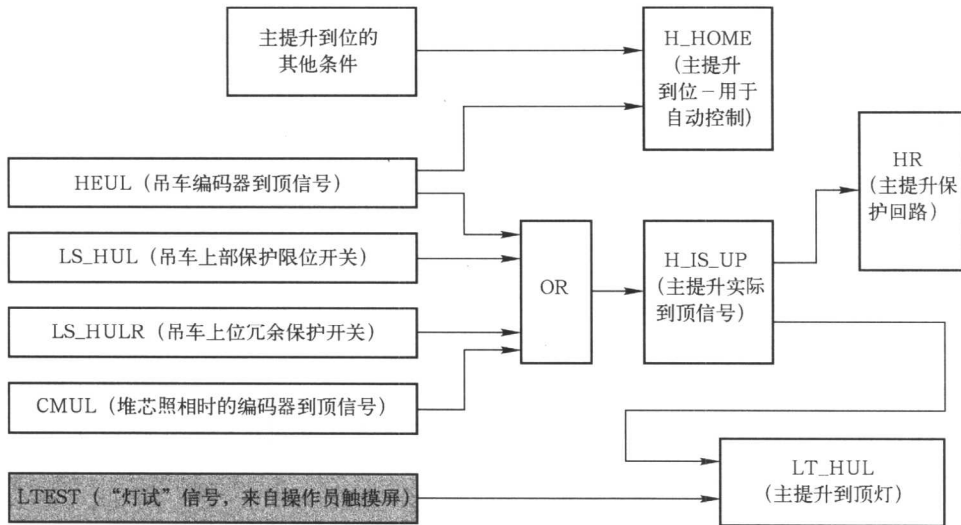 主提升到位的
其他条件
H_HOME
（主提升
到位－用于
自动控制）
HEUL（吊车编码器到顶信号）
HR
（主提升保
护回路）
LS_HUL（吊车上部保护限位开关）
OR
H_IS_UP
（主提升实际
到顶信号）
LS_HULR（吊车上位冗余保护开关）
CMUL（堆芯照相时的编码器到顶信号）
LTEST（“灯试”信号，来自操作员触摸屏）
LT_HUL
（主提升到顶灯）